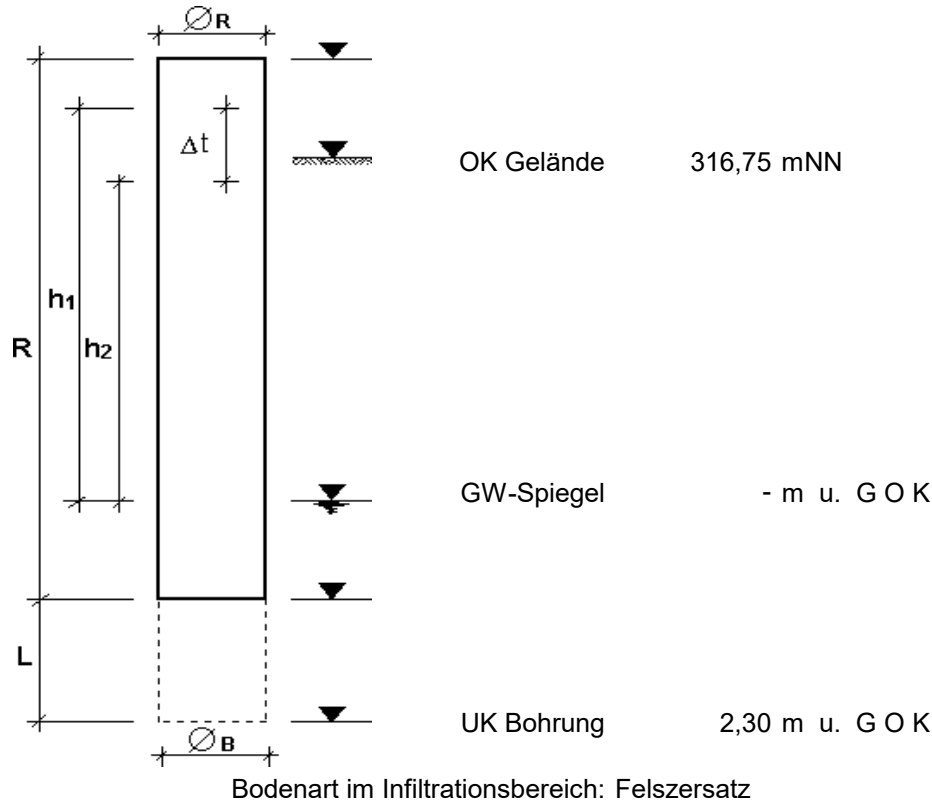 ∅R
Δt
OK Gelände 316,75 mNN
h1
R h2
GW-Spiegel - m u. G O K
L
UK Bohrung 2,30 m u. G O K
∅B
Bodenart im Infiltrationsbereich: Felszersatz